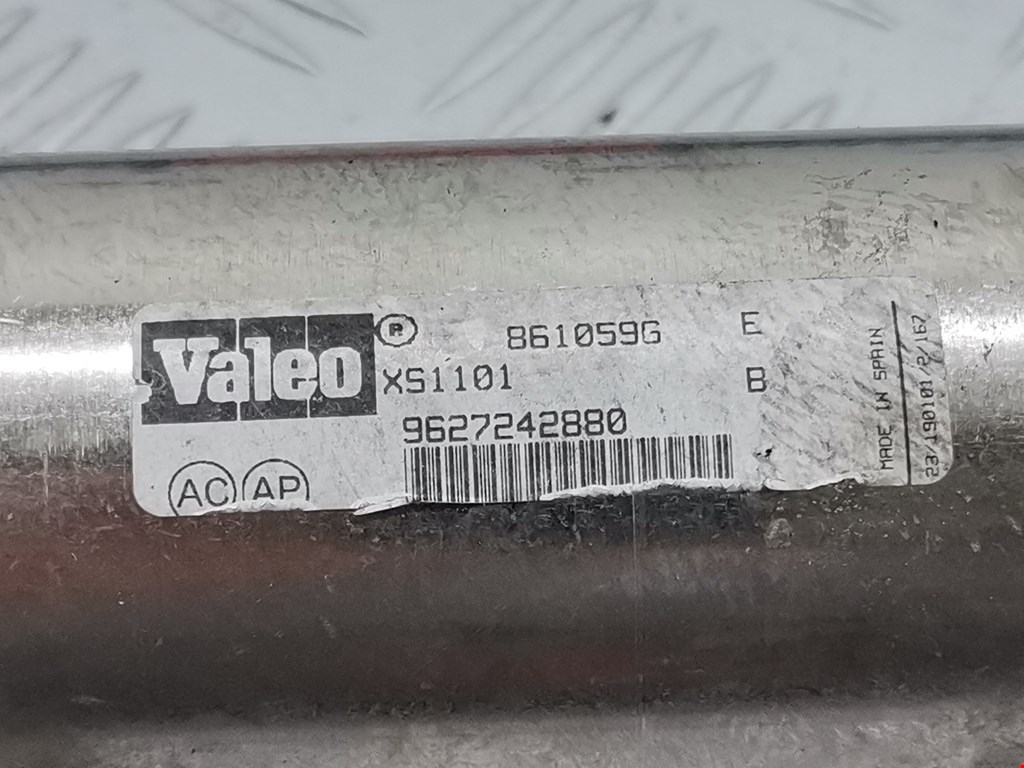 Valeo ® 861059G E
XS1101 B
9627242880
AC AP
MADE IN SPAIN
23 190101/2/167